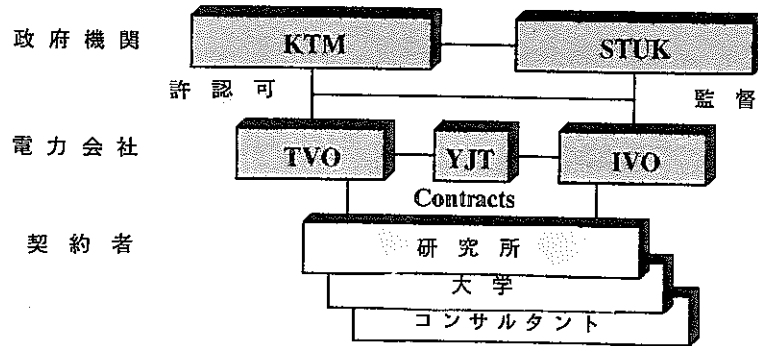 政府機関 KTM STUK
許認可 監督
電力会社 TVO YJT IVO
Contracts
契約者 研究所
大学
コンサルタント